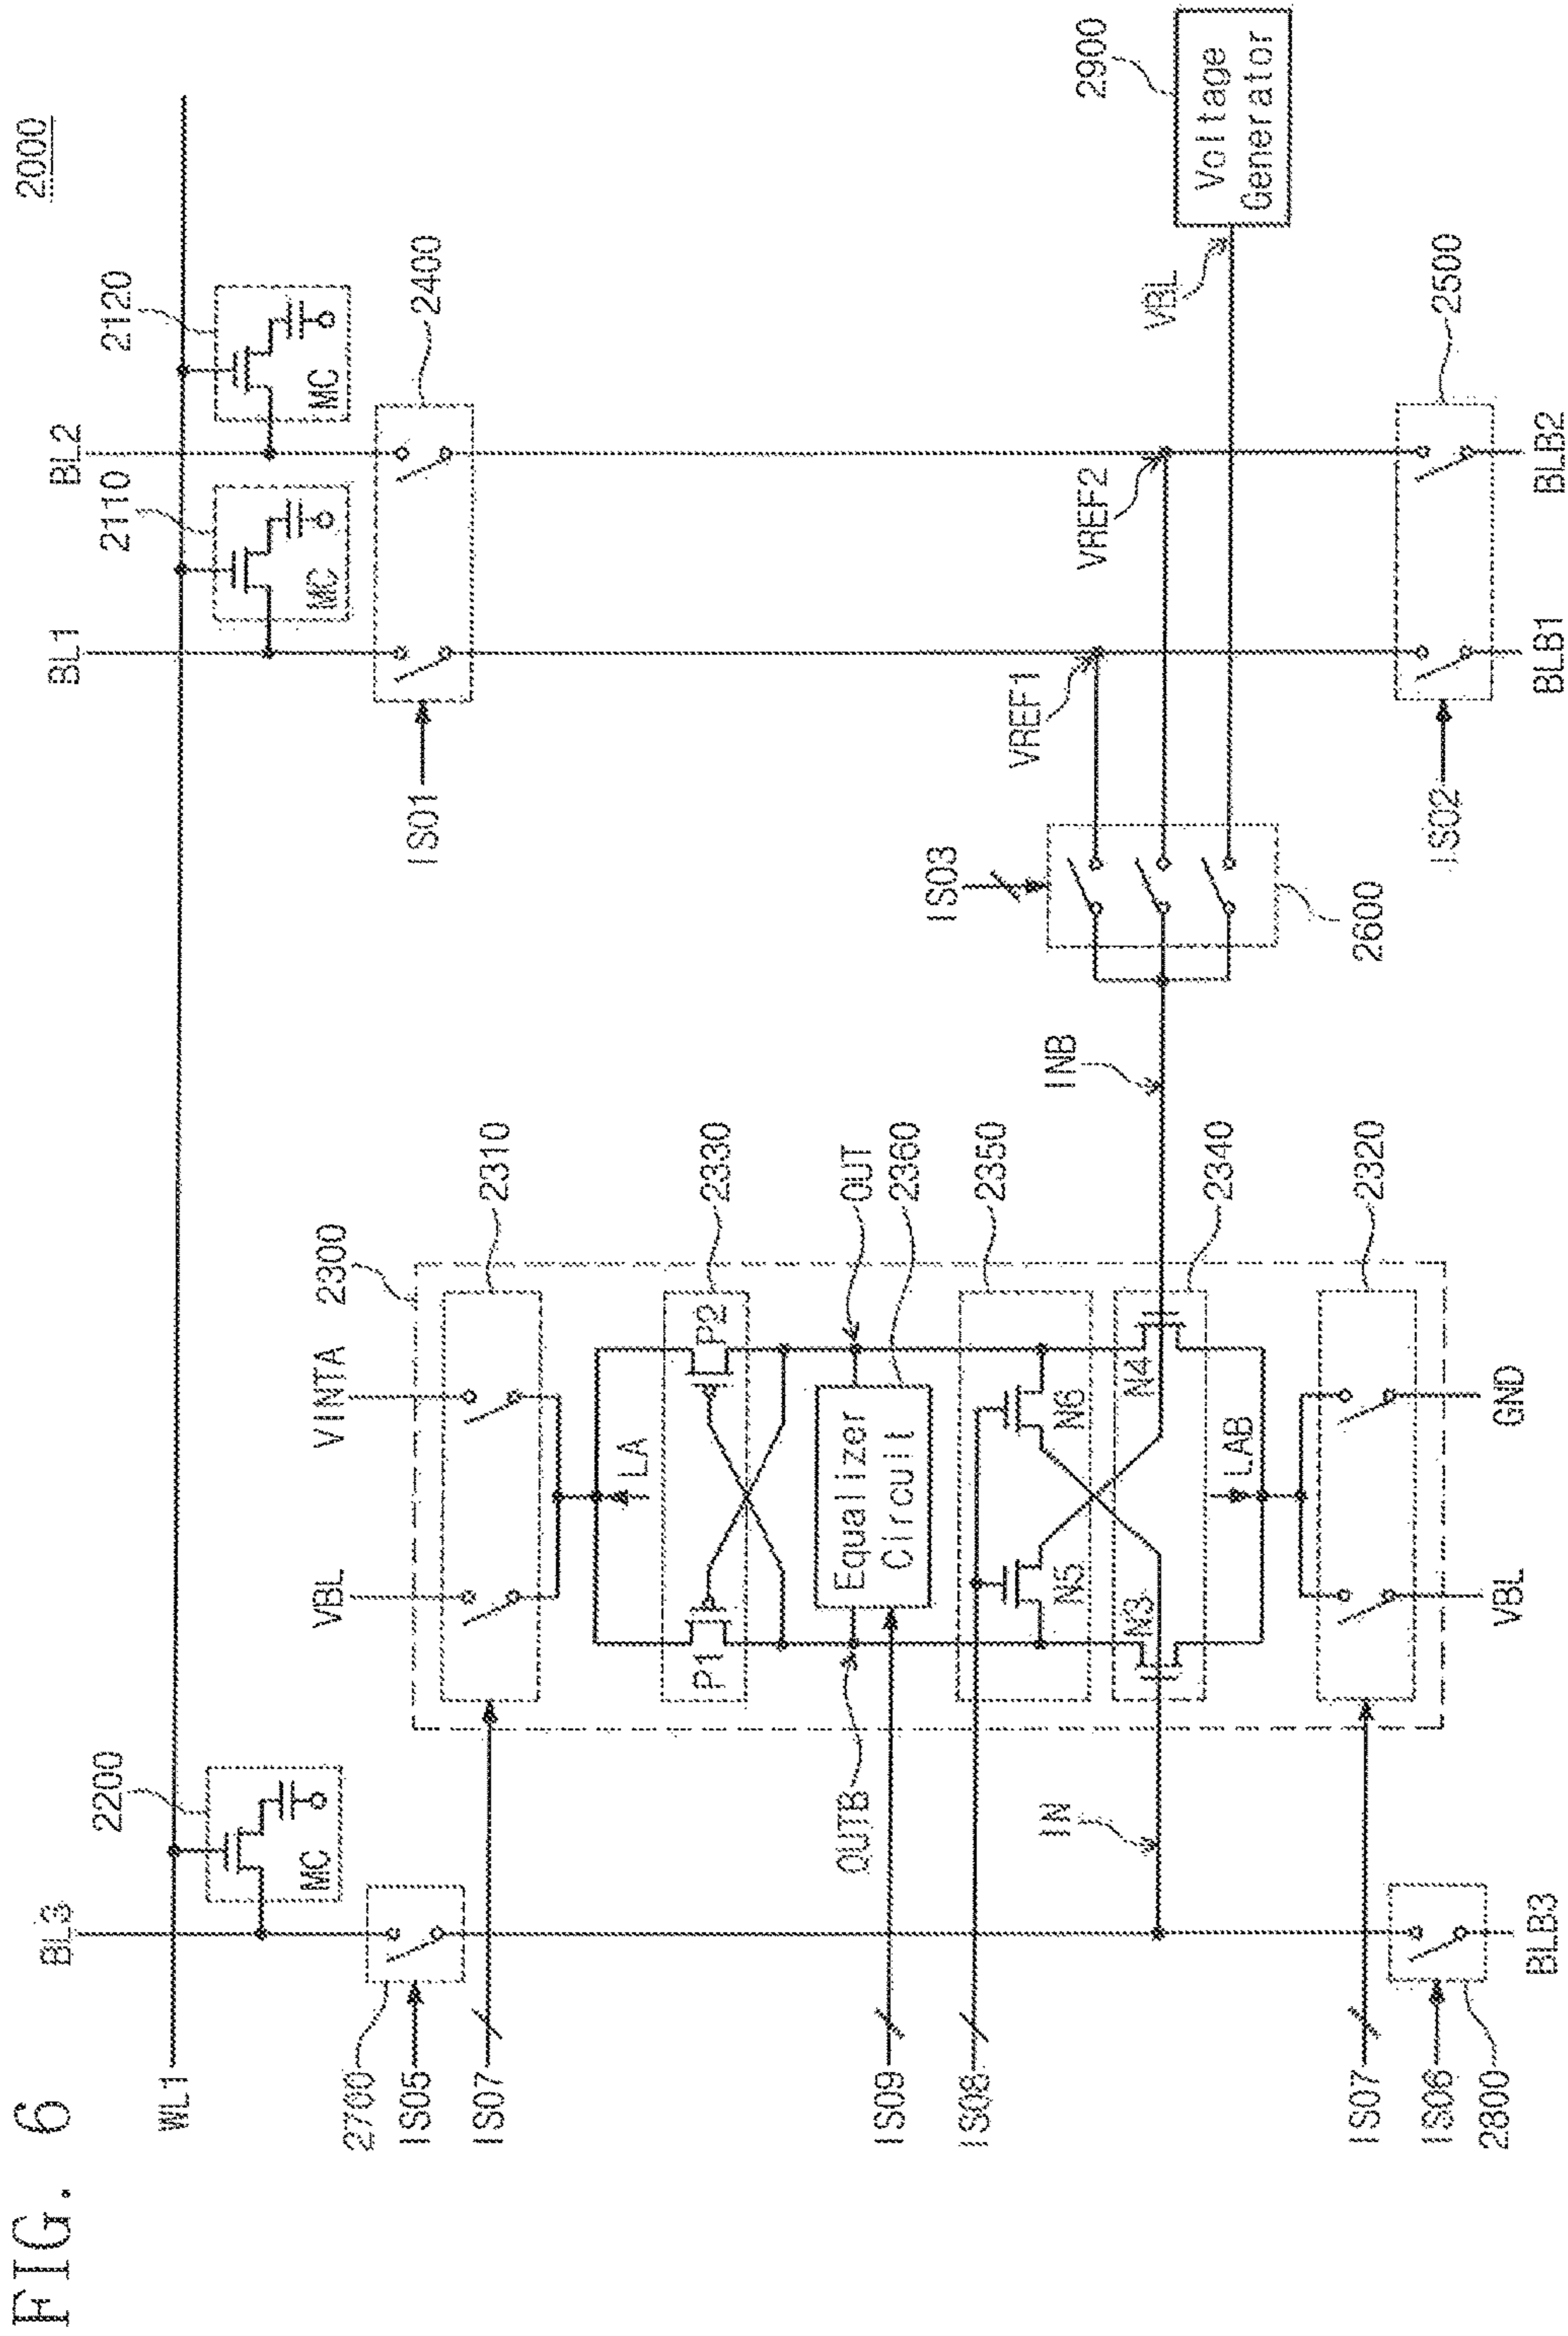 FIG. 6
2000
WL1
BL3
2200
MC
BL1
2110
MC
BL2
2120
MC
2700
IS05
IS07
VBL
VINTA
2300
2310
IS01
2400
LA
P1
P2
2330
OUTB
Equalizer
Circuit
OUT
2360
IS09
IS08
N5
N6
2350
IN
N3
N4
2340
INB
IS03
2600
VREF1
VREF2
VBL
2900
Voltage
Generator
LAB
2320
IS07
VBL
GND
IS06
2800
BLB3
IS02
2500
BLB1
BLB2